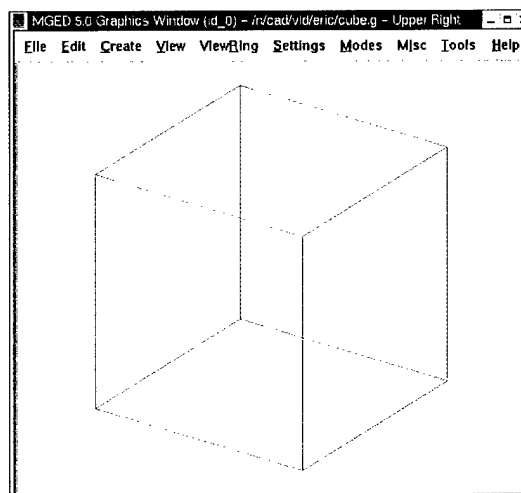 MGED 5.0 Graphics Window (id_0) – /n/cad/vld/eric/cube.g – Upper Right
File Edit Create View ViewRing Settings Modes Misc Tools Help